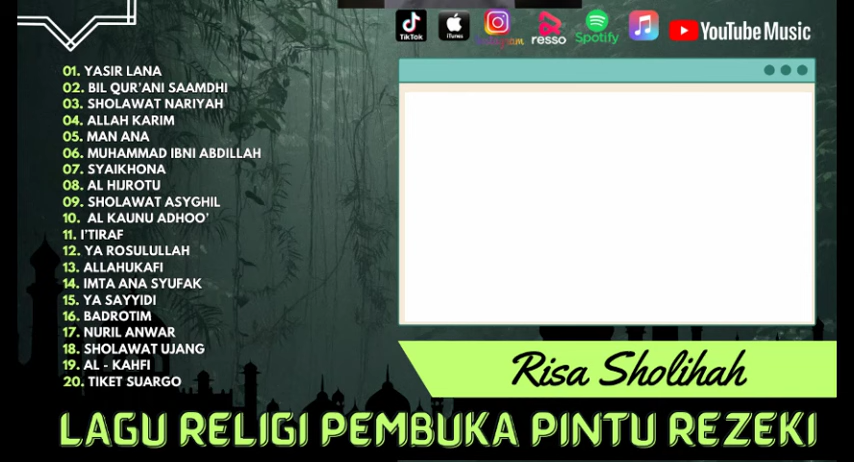 TikTok
iTunes
Instagram
resso
Spotify
YouTube Music
01. YASIR LANA
02. BIL QUR'ANI SAAMDHI
03. SHOLAWAT NARIYAH
04. ALLAH KARIM
05. MAN ANA
06. MUHAMMAD IBNI ABDILLAH
07. SYAIKHONA
08. AL HIJROTU
09. SHOLAWAT ASYGHIL
10. AL KAUNU ADHOO'
11. I'TIRAF
12. YA ROSULULLAH
13. ALLAHUKAFI
14. IMTA ANA SYUFAK
15. YA SAYYIDI
16. BADROTIM
17. NURIL ANWAR
18. SHOLAWAT UJANG
19. AL - KAHFI
20. TIKET SUARGO
Risa Sholihah
LAGU RELIGI PEMBUKA PINTU REZEKI